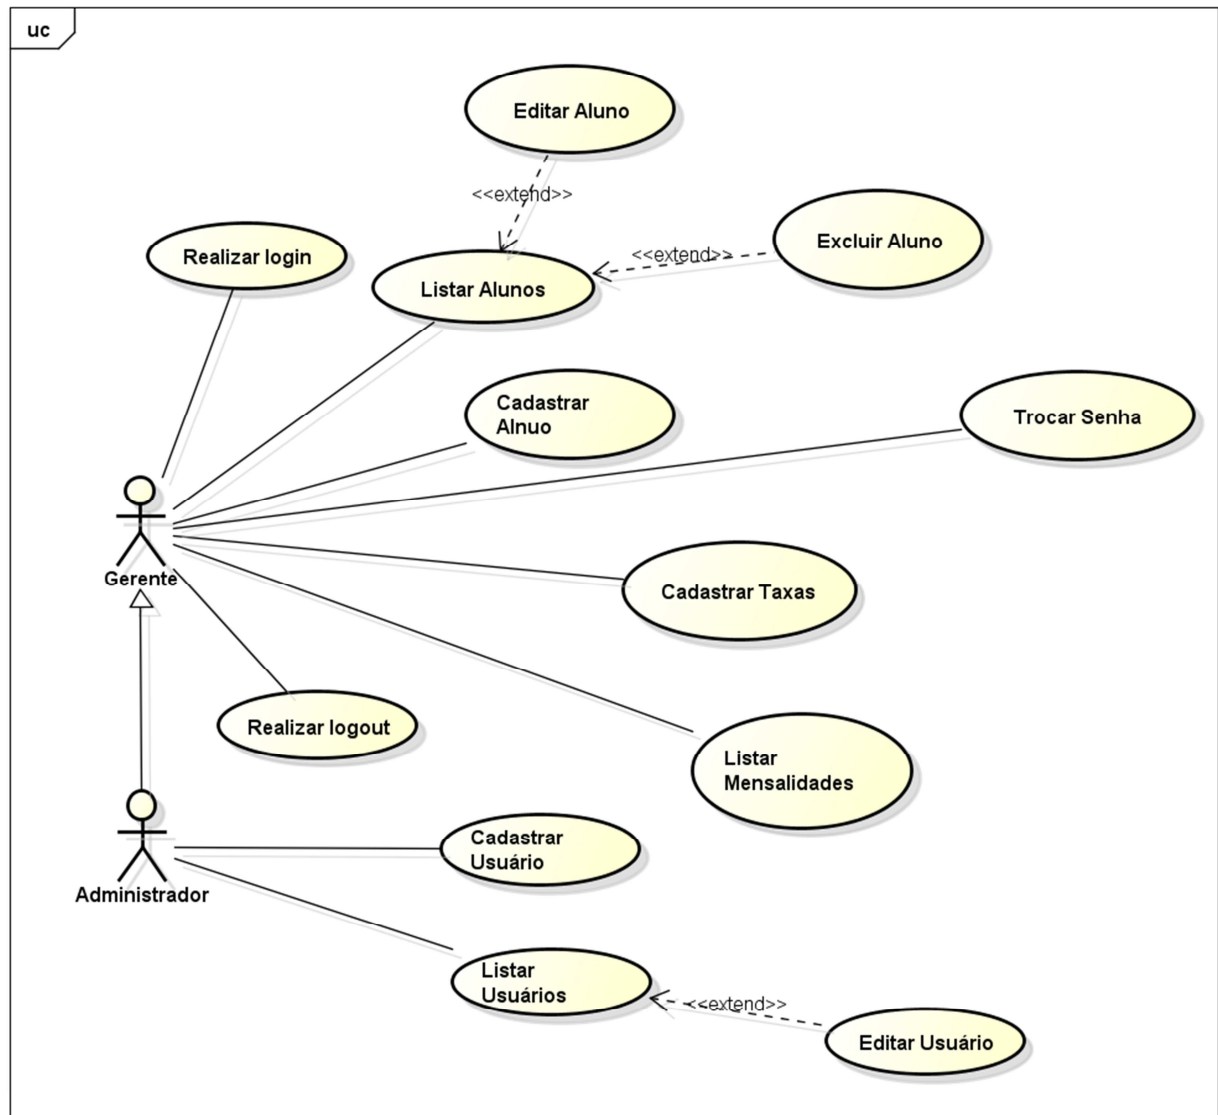 uc
Editar Aluno
<<extend>>
Realizar login
Excluir Aluno
<<extend>>
Listar Alunos
Cadastrar
Alnuo
Trocar Senha
Gerente
Cadastrar Taxas
Realizar logout
Listar
Mensalidades
Cadastrar
Usuário
Administrador
Listar
Usuários
<<extend>>
Editar Usuário